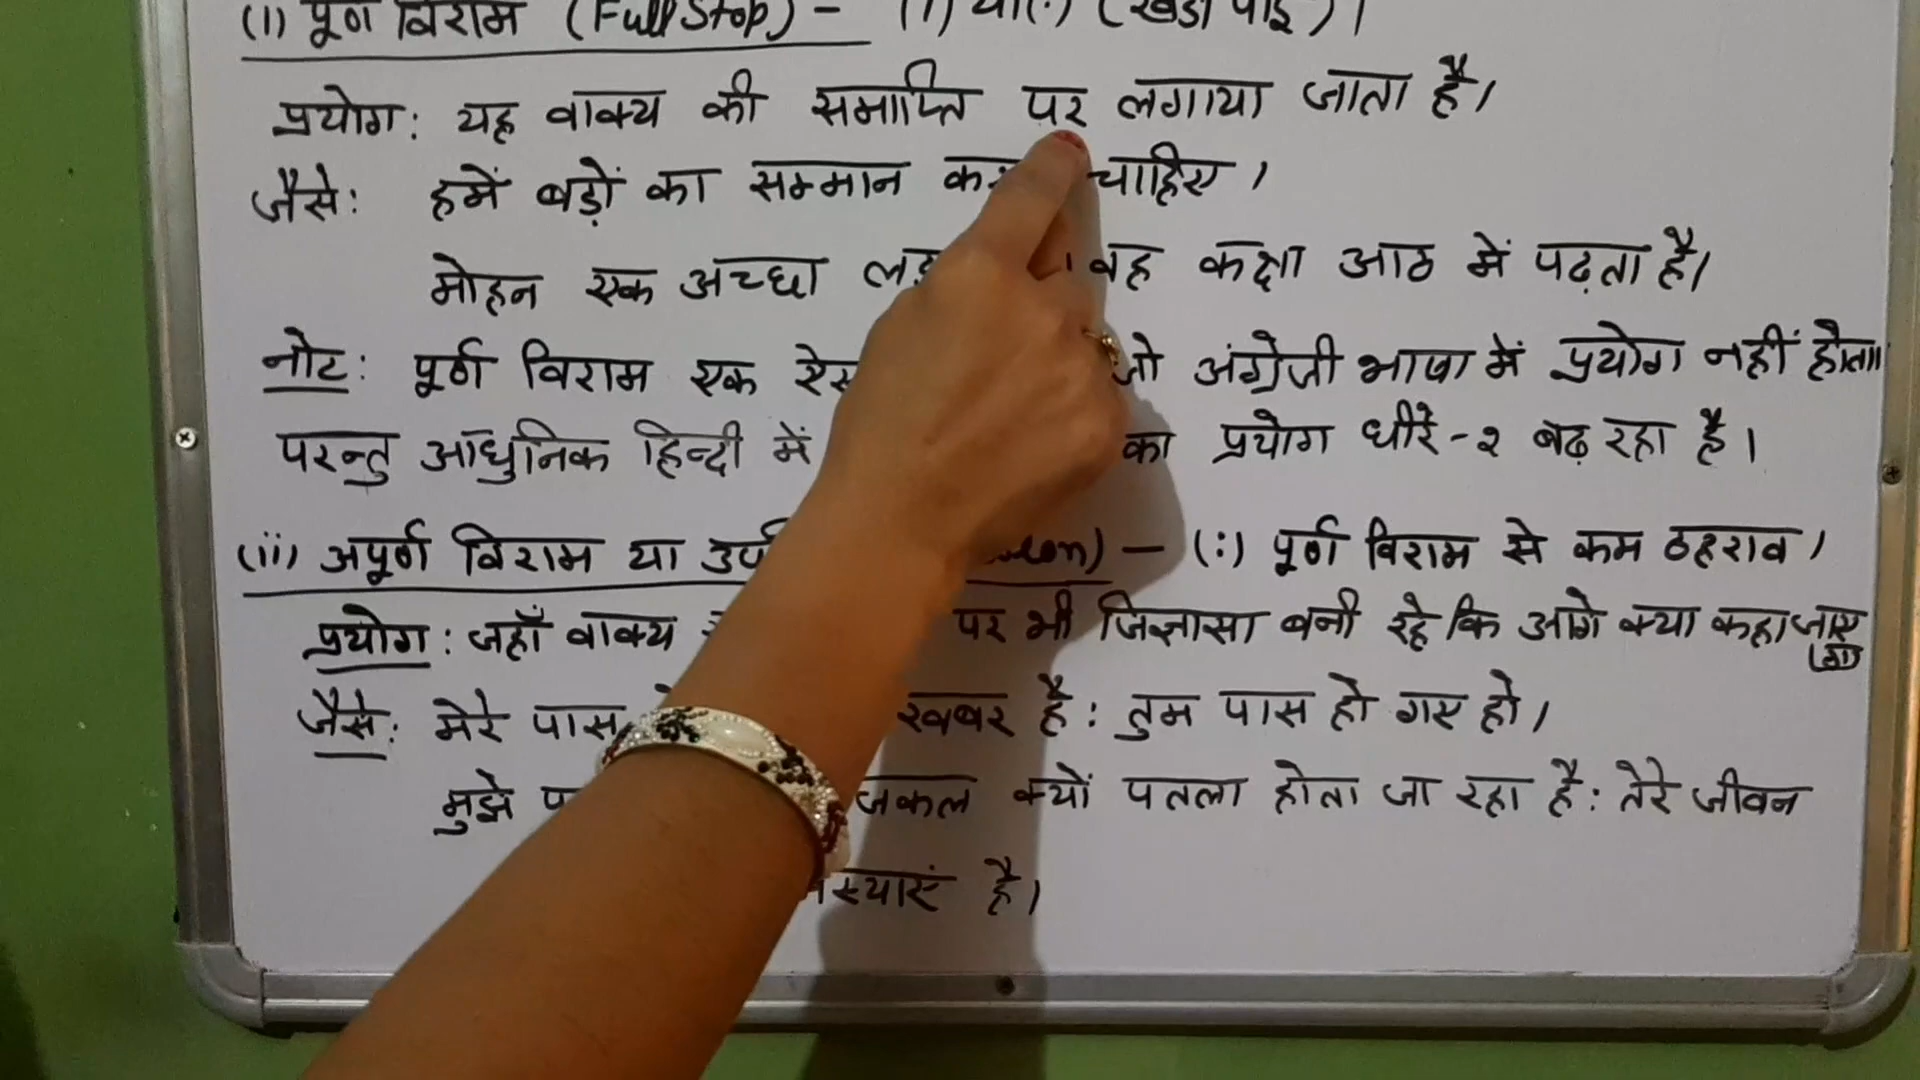 (i) पूर्ण विराम (Full Stop) - (।) या (.) (खड़ी पाई)।
प्रयोग: यह वाक्य की समाप्ति पर लगाया जाता है।
जैसे: हमें बड़ों का सम्मान चाहिए।
मोहन एक अच्छा वह कक्षा आठ में पढ़ता है।
नोट: पूर्ण विराम एक जो अंग्रेजी भाषा में प्रयोग नहीं होता।
परन्तु आधुनिक हिन्दी में का प्रयोग धीरे-२ बढ़ रहा है।
(ii) अपूर्ण विराम या - (:) पूर्ण विराम से कम ठहराव।
प्रयोग: जहाँ वाक्य पर भी जिज्ञासा बनी रहे कि आगे क्या कहा जाएगा
जैसे: मेरे पास खबर है: तुम पास हो गए हो।
मुझे क्यों पतला होता जा रहा है: तेरे जीवन
है।